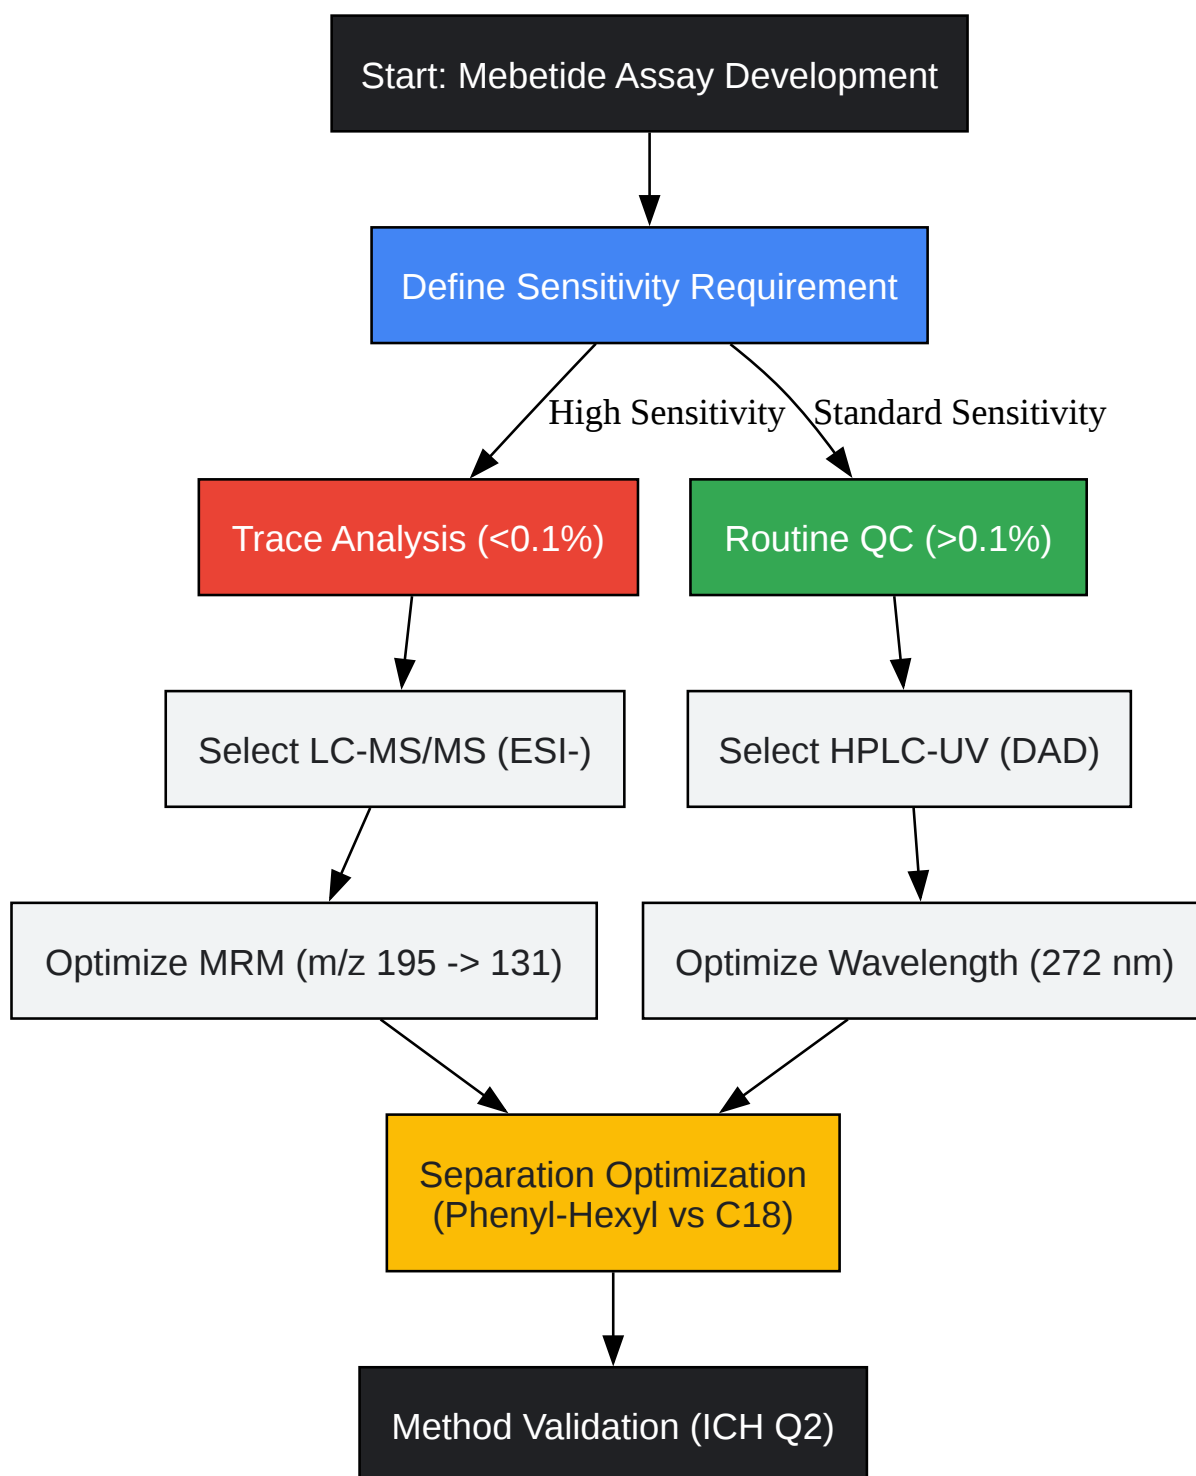 Start: Mebetide Assay Development
Define Sensitivity Requirement
High Sensitivity
Standard Sensitivity
Trace Analysis (<0.1%)
Routine QC (>0.1%)
Select LC-MS/MS (ESI-)
Select HPLC-UV (DAD)
Optimize MRM (m/z 195 -> 131)
Optimize Wavelength (272 nm)
Separation Optimization
(Phenyl-Hexyl vs C18)
Method Validation (ICH Q2)